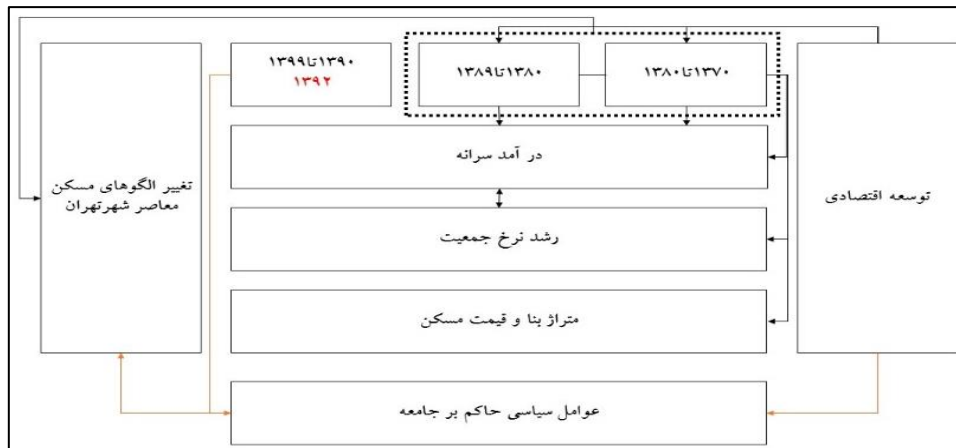 ۱۳۷۰تا۱۳۸۰
۱۳۸۰تا۱۳۸۹
۱۳۹۰تا۱۳۹۹
۱۳۹۲
توسعه اقتصادی
در آمد سرانه
رشد نرخ جمعیت
متراژ بنا و قیمت مسکن
عوامل سیاسی حاکم بر جامعه
تغییر الگوهای مسکن
معاصر شهرتهران